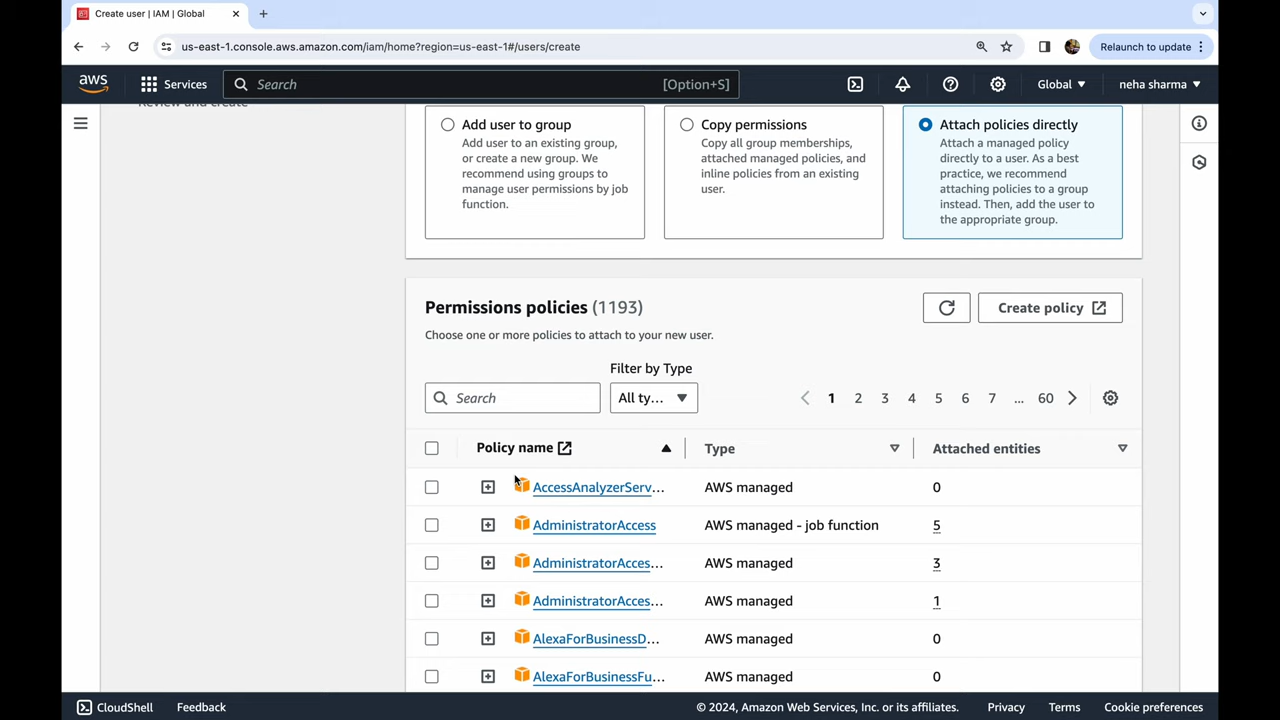 Create user | IAM | Global
us-east-1.console.aws.amazon.com/iam/home?region=us-east-1#/users/create
Relaunch to update
aws
Services
Search
[Option+S]
Global
neha sharma
Review and create
Add user to group
Add user to an existing group,
or create a new group. We
recommend using groups to
manage user permissions by job
function.
Copy permissions
Copy all group memberships,
attached managed policies, and
inline policies from an existing
user.
Attach policies directly
Attach a managed policy
directly to a user. As a best
practice, we recommend
attaching policies to a group
instead. Then, add the user to
the appropriate group.
Permissions policies (1193)
Create policy
Choose one or more policies to attach to your new user.
Filter by Type
Search
All ty...
1 2 3 4 5 6 7 ... 60
Policy name Type Attached entities
AccessAnalyzerServ... AWS managed 0
AdministratorAccess AWS managed - job function 5
AdministratorAcces... AWS managed 3
AdministratorAcces... AWS managed 1
AlexaForBusinessD... AWS managed 0
AlexaForBusinessFu... AWS managed 0
CloudShell Feedback © 2024, Amazon Web Services, Inc. or its affiliates. Privacy Terms Cookie preferences